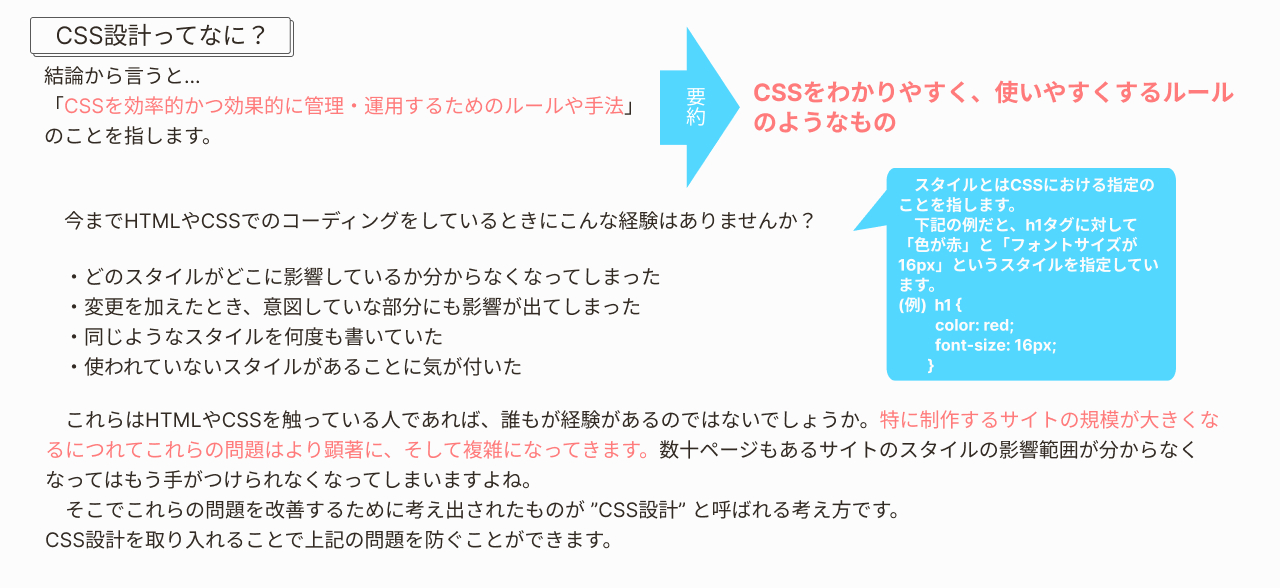 CSS設計ってなに？
結論から言うと...
「CSSを効率的かつ効果的に管理・運用するためのルールや手法」
のことを指します。
要約
CSSをわかりやすく、使いやすくするルール
のようなもの
今までHTMLやCSSでのコーディングをしているときにこんな経験はありませんか？
・どのスタイルがどこに影響しているか分からなくなってしまった
・変更を加えたとき、意図していな部分にも影響が出てしまった
・同じようなスタイルを何度も書いていた
・使われていないスタイルがあることに気が付いた
スタイルとはCSSにおける指定の
ことを指します。
下記の例だと、h1タグに対して
「色が赤」と「フォントサイズが
16px」というスタイルを指定してい
ます。
(例) h1 {
color: red;
font-size: 16px;
}
これらはHTMLやCSSを触っている人であれば、誰もが経験があるのではないでしょうか。特に制作するサイトの規模が大きくな
るにつれてこれらの問題はより顕著に、そして複雑になってきます。数十ページもあるサイトのスタイルの影響範囲が分からなく
なってはもう手がつけられなくなってしまいますよね。
そこでこれらの問題を改善するために考え出されたものが ”CSS設計” と呼ばれる考え方です。
CSS設計を取り入れることで上記の問題を防ぐことができます。